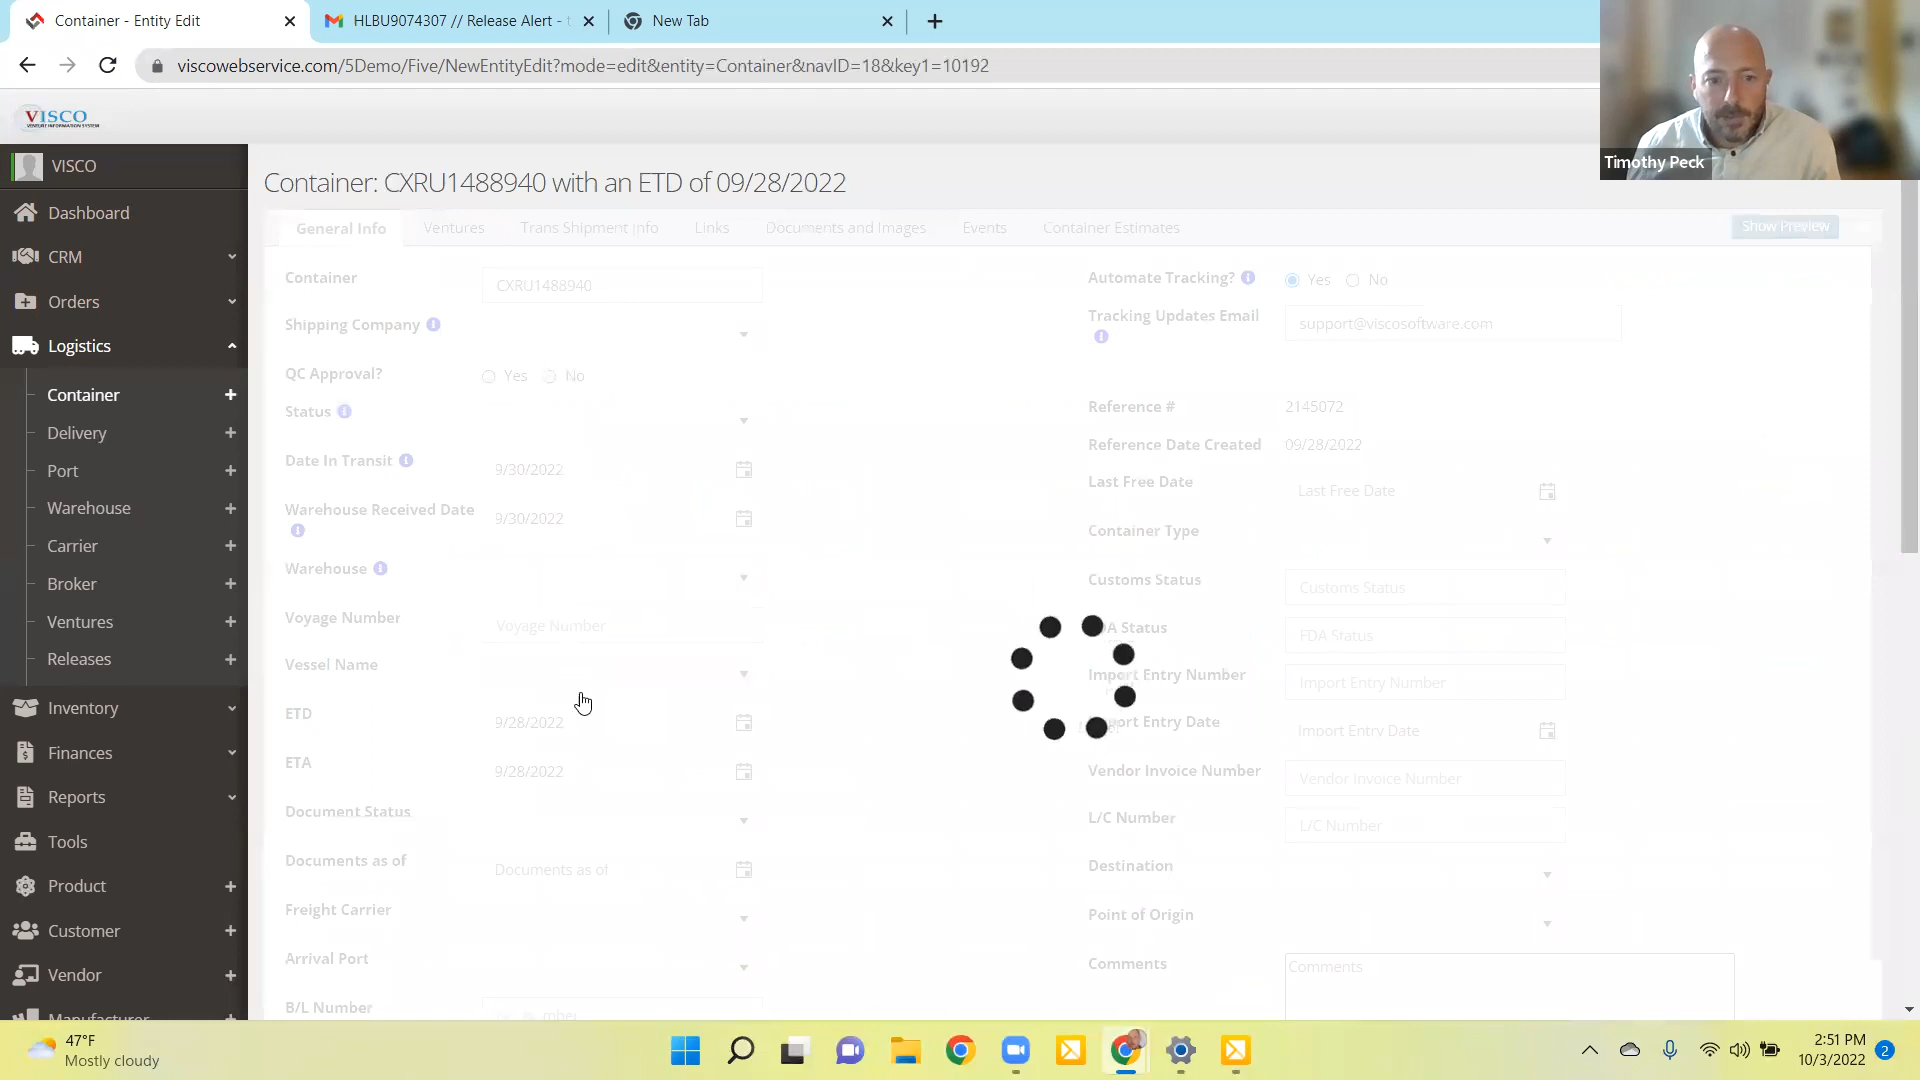 Container - Entity Edit
HLBU9074307 // Release Alert -
New Tab
viscowebservice.com/5Demo/Five/NewEntityEdit?mode=edit&entity=Container&navID=18&key1=10192
Timothy Peck
VISCO
VENTURE INFORMATION SYSTEM
VISCO
Dashboard
CRM
Orders
Logistics
Container
Delivery
Port
Warehouse
Carrier
Broker
Ventures
Releases
Inventory
Finances
Reports
Tools
Product
Customer
Vendor
Manufacturer
Container: CXRU1488940 with an ETD of 09/28/2022
General Info Ventures Trans Shipment Info Links Documents and Images Events Container Estimates
Show Preview
Container CXRU1488940
Shipping Company
QC Approval? Yes No
Status
Date In Transit 9/30/2022
Warehouse Received Date 9/30/2022
Warehouse
Voyage Number Voyage Number
Vessel Name
ETD 9/28/2022
ETA 9/28/2022
Document Status
Documents as of Documents as of
Freight Carrier
Arrival Port
B/L Number
Automate Tracking? Yes No
Tracking Updates Email support@viscosoftware.com
Reference # 2145072
Reference Date Created 09/28/2022
Last Free Date Last Free Date
Container Type
Customs Status Customs Status
FDA Status FDA Status
Import Entry Number Import Entry Number
Import Entry Date Import Entry Date
Vendor Invoice Number Vendor Invoice Number
L/C Number L/C Number
Destination
Point of Origin
Comments Comments
47°F
Mostly cloudy
2:51 PM
10/3/2022
2